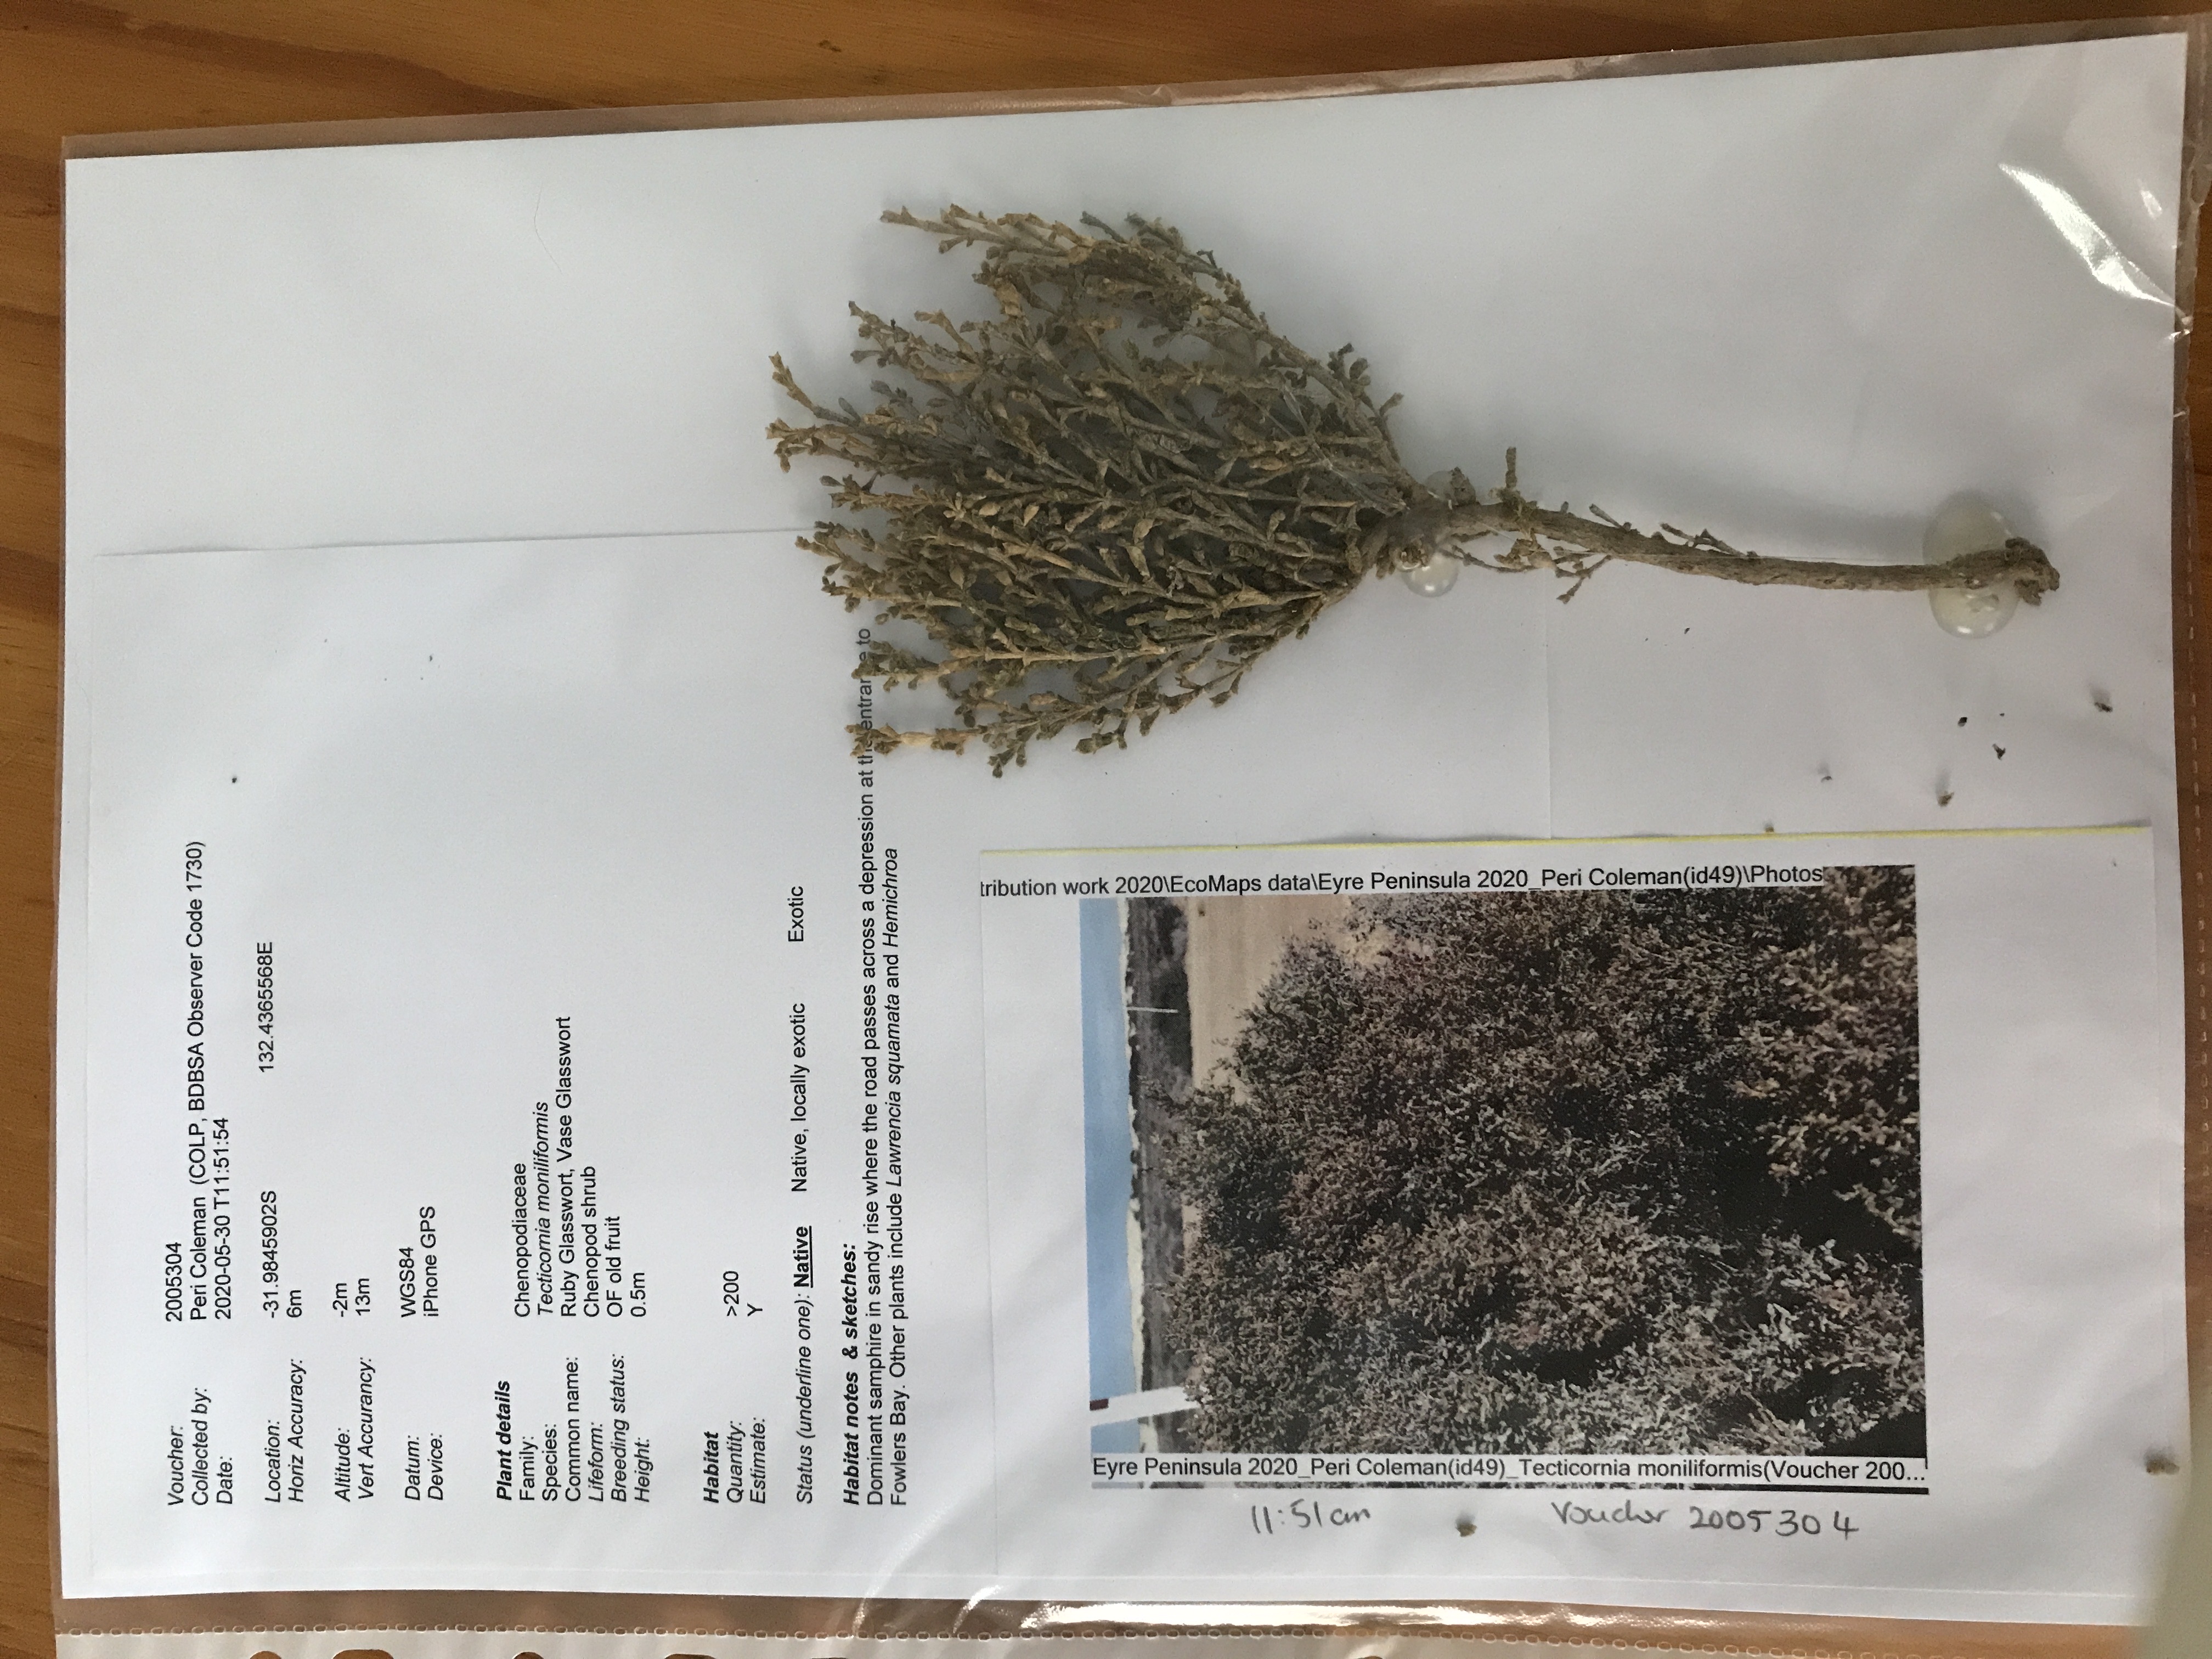 Voucher: 2005304
Collected by: Peri Coleman (COLP, BDBSA Observer Code 1730)
Date: 2020-05-30 T11:51:54
Location: -31.9845902S 132.4365568E
Horiz Accuracy: 6m
Altitude: -2m
Vert Accurancy: 13m
Datum: WGS84
Device: iPhone GPS
Plant details
Family: Chenopodiaceae
Species: Tecticornia moniliformis
Common name: Ruby Glasswort, Vase Glasswort
Lifeform: Chenopod shrub
Breeding status: OF old fruit
Height: 0.5m
Habitat
Quantity: >200
Estimate: Y
Status (underline one): Native Native, locally exotic Exotic
Habitat notes & sketches:
Dominant samphire in sandy rise where the road passes across a depression at the entrance to
Fowlers Bay. Other plants include Lawrencia squamata and Hemichroa
tribution work 2020\EcoMaps data\Eyre Peninsula 2020_Peri Coleman(id49)\Photos
Eyre Peninsula 2020_Peri Coleman(id49)_Tecticornia moniliformis(Voucher 200...
11:51am Voucher 2005304